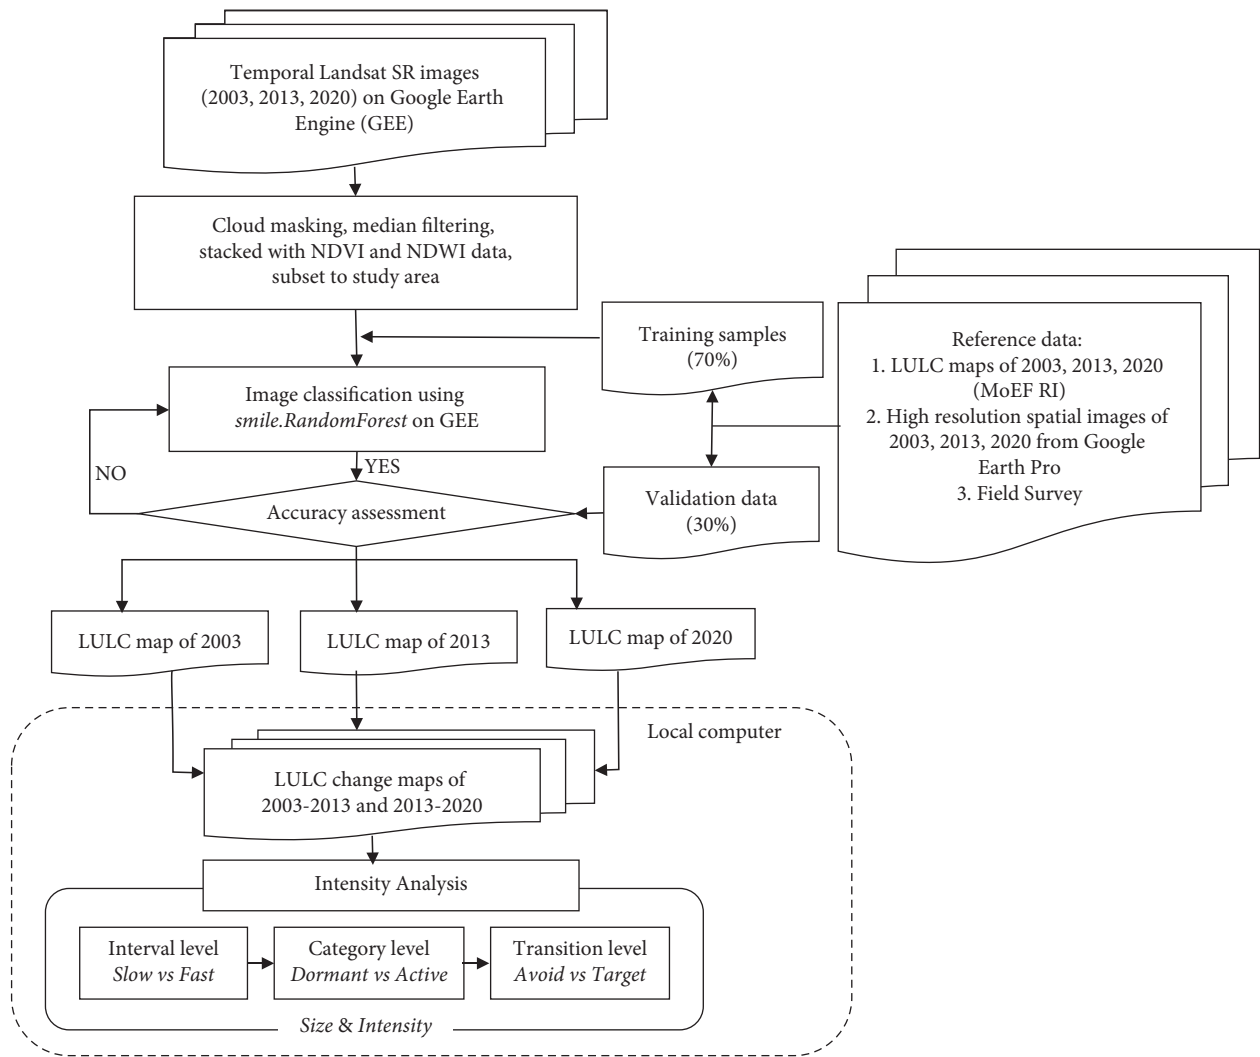 Temporal Landsat SR images
(2003, 2013, 2020) on Google Earth
Engine (GEE)
Cloud masking, median filtering,
stacked with NDVI and NDWI data,
subset to study area
Training samples
(70%)
Reference data:
1. LULC maps of 2003, 2013, 2020
(MoEF RI)
2. High resolution spatial images of
2003, 2013, 2020 from Google
Earth Pro
3. Field Survey
Image classification using
smile.RandomForest on GEE
NO
YES
Accuracy assessment
Validation data
(30%)
LULC map of 2003
LULC map of 2013
LULC map of 2020
Local computer
LULC change maps of
2003-2013 and 2013-2020
Intensity Analysis
Interval level
Slow vs Fast
Category level
Dormant vs Active
Transition level
Avoid vs Target
Size & Intensity